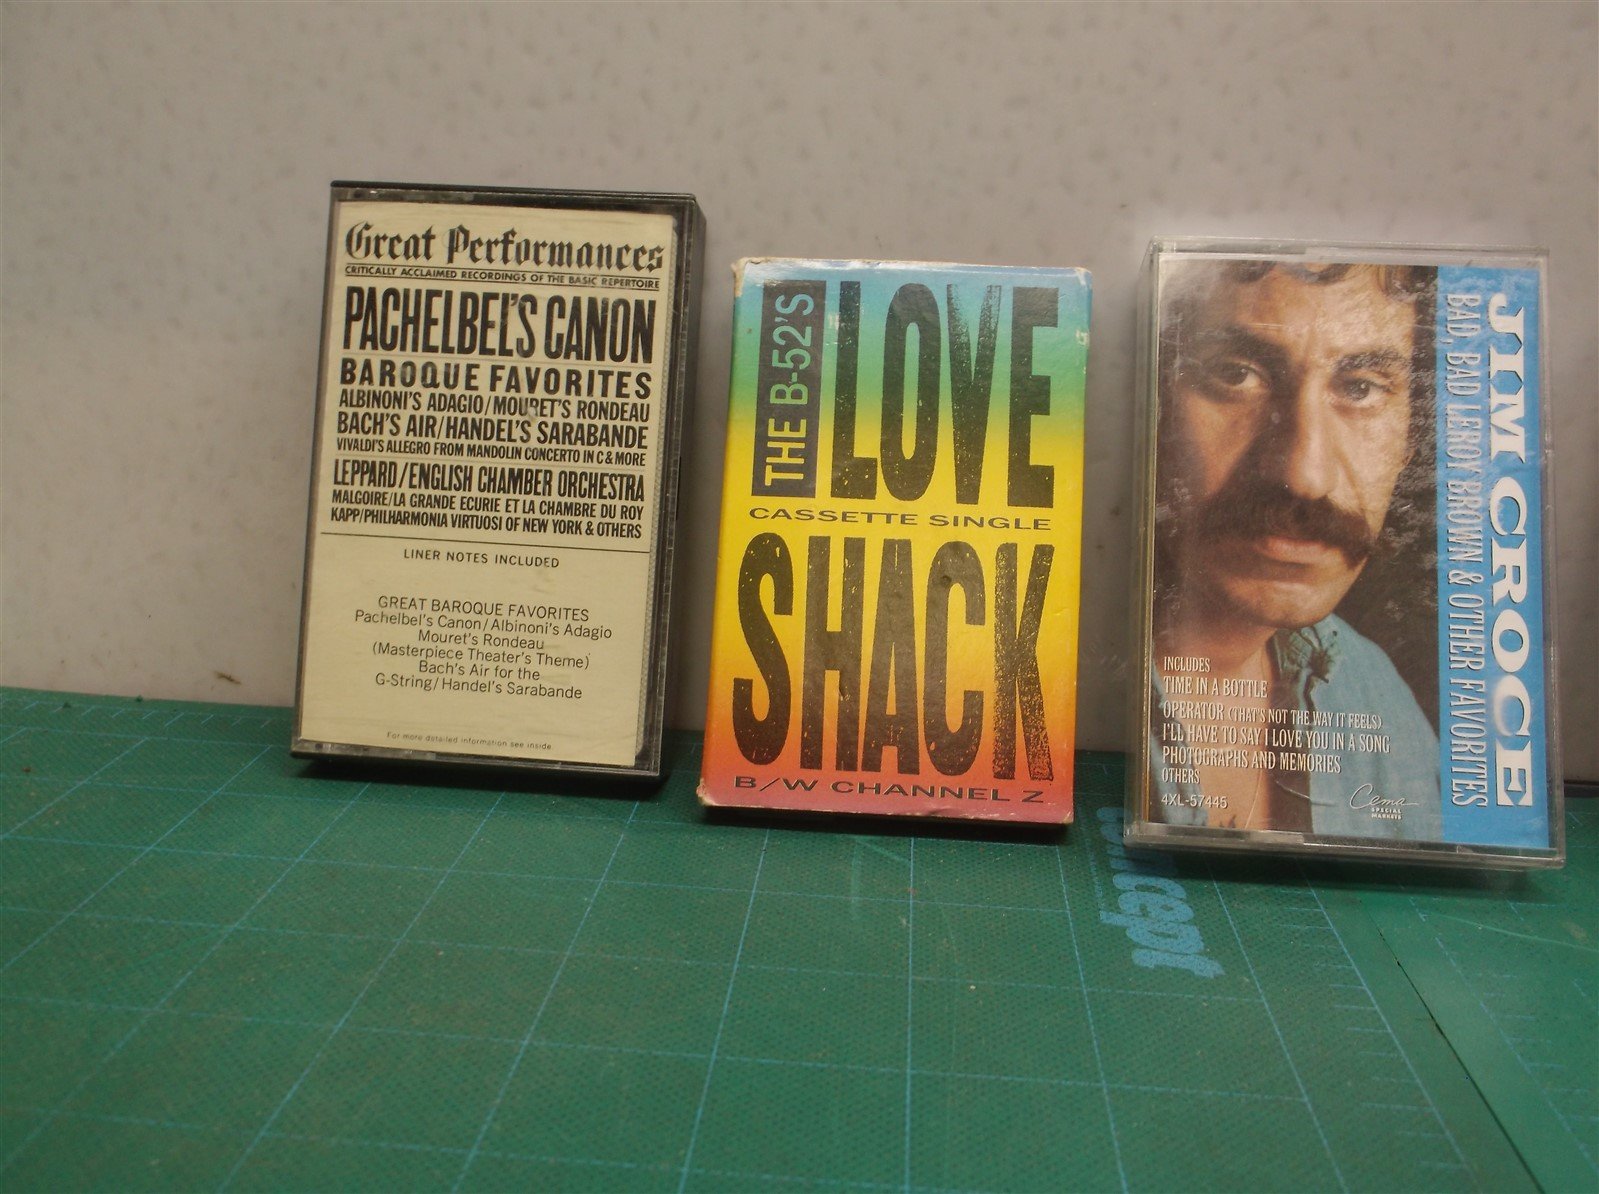 Great Performances
CRITICALLY ACCLAIMED RECORDINGS OF THE BASIC REPERTOIRE
PACHELBEL'S CANON
BAROQUE FAVORITES
ALBINONI'S ADAGIO/MOURET'S RONDEAU
BACH'S AIR/HANDEL'S SARABANDE
VIVALDI'S ALLEGRO FROM MANDOLIN CONCERTO IN C & MORE
LEPPARD/ENGLISH CHAMBER ORCHESTRA
MALGOIRE/LA GRANDE ECURIE ET LA CHAMBRE DU ROY
KAPP/PHILHARMONIA VIRTUOSI OF NEW YORK & OTHERS
LINER NOTES INCLUDED
GREAT BAROQUE FAVORITES
Pachelbel's Canon/Albinoni's Adagio
Mouret's Rondeau
(Masterpiece Theater's Theme)
Bach's Air for the
G-String/Handel's Sarabande
For more detailed information see inside.
THE B-52'S
LOVE
CASSETTE SINGLE
SHACK
B/W CHANNEL Z
JIM CROCE
BAD, BAD LEROY BROWN & OTHER FAVORITES
INCLUDES
TIME IN A BOTTLE
OPERATOR (THAT'S NOT THE WAY IT FEELS)
I'LL HAVE TO SAY I LOVE YOU IN A SONG
PHOTOGRAPHS AND MEMORIES
OTHERS
4XL-57445
Cema
SPECIAL
MARKETS